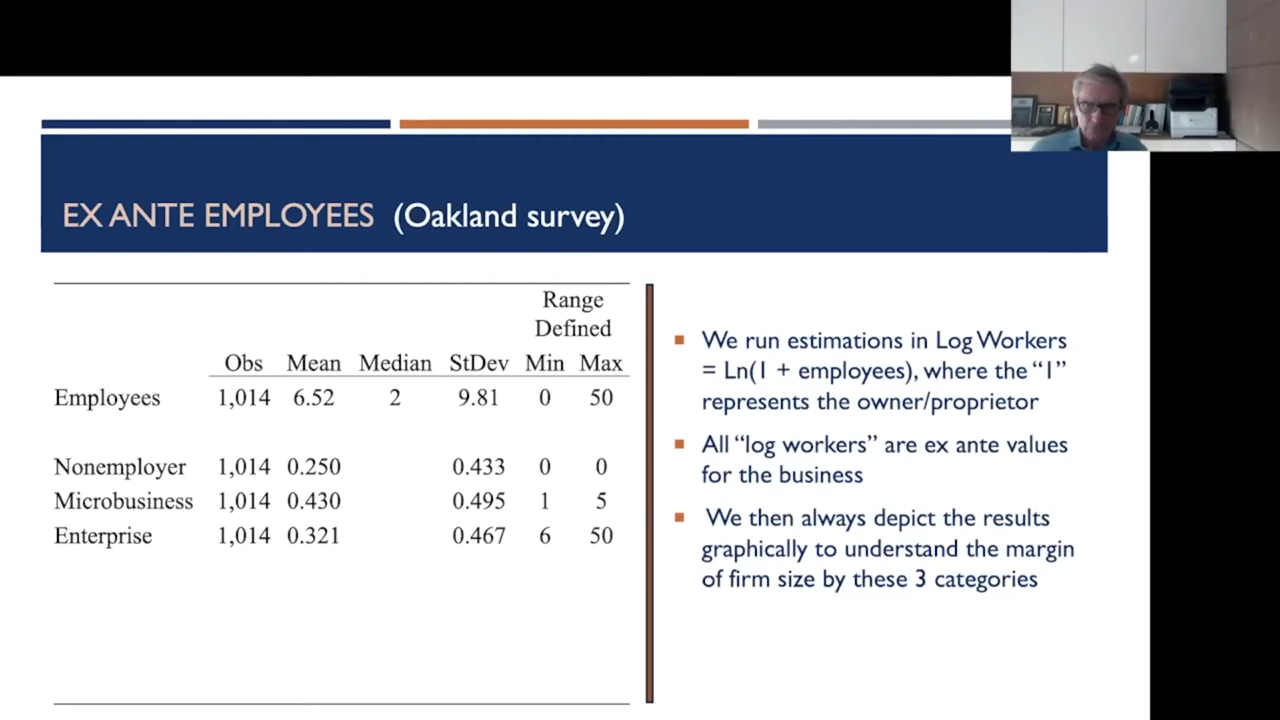 EX ANTE EMPLOYEES (Oakland survey)
Range
Defined
Obs Mean Median StDev Min Max
Employees 1,014 6.52 2 9.81 0 50
Nonemployer 1,014 0.250 0.433 0 0
Microbusiness 1,014 0.430 0.495 1 5
Enterprise 1,014 0.321 0.467 6 50
▪ We run estimations in Log Workers
= Ln(1 + employees), where the “1”
represents the owner/proprietor
▪ All “log workers” are ex ante values
for the business
▪ We then always depict the results
graphically to understand the margin
of firm size by these 3 categories